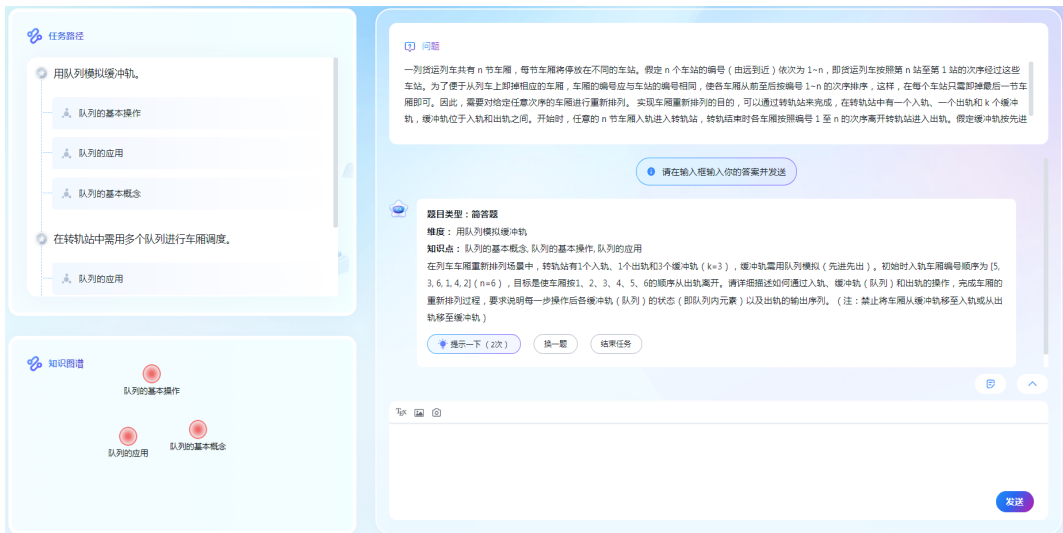 任务路径
用队列模拟缓冲轨。
队列的基本操作
队列的应用
队列的基本概念
在转轨站中需用多个队列进行车厢调度。
队列的应用
知识图谱
队列的基本操作
队列的应用
队列的基本概念
问题
一列货运列车共有 n 节车厢，每节车厢将停放在不同的车站。假定 n 个车站的编号（由远到近）依次为 1~n，即货运列车按照第 n 站至第 1 站的次序经过这些
车站。为了便于从列车上卸掉相应的车厢，车厢的编号应与车站的编号相同，使各车厢从前至后按编号 1~n 的次序排序，这样，在每个车站只需卸掉最后一节车
厢即可。因此，需要对给定任意次序的车厢进行重新排列。 实现车厢重新排列的目的，可以通过转轨站来完成，在转轨站中有一个入轨、一个出轨和 k 个缓冲
轨，缓冲轨位于入轨和出轨之间。开始时，任意的 n 节车厢入轨进入转轨站，转轨结束时各车厢按照编号 1 至 n 的次序离开转轨站进入出轨。假定缓冲轨按先进
请在输入框输入你的答案并发送
题目类型：简答题
维度： 用队列模拟缓冲轨
知识点： 队列的基本概念, 队列的基本操作, 队列的应用
在列车车厢重新排列场景中，转轨站有1个入轨、1个出轨和3个缓冲轨（k=3），缓冲轨需用队列模拟（先进先出）。初始时入轨车厢编号顺序为 [5,
3, 6, 1, 4, 2]（n=6），目标是使车厢按1、2、3、4、5、6的顺序从出轨离开。请详细描述如何通过入轨、缓冲轨（队列）和出轨的操作，完成车厢的
重新排列过程，要求说明每一步操作后各缓冲轨（队列）的状态（即队列内元素）以及出轨的输出序列。（注：禁止将车厢从缓冲轨移至入轨或从出
轨移至缓冲轨）
提示一下（2次）
换一题
结束任务
TEX
发送